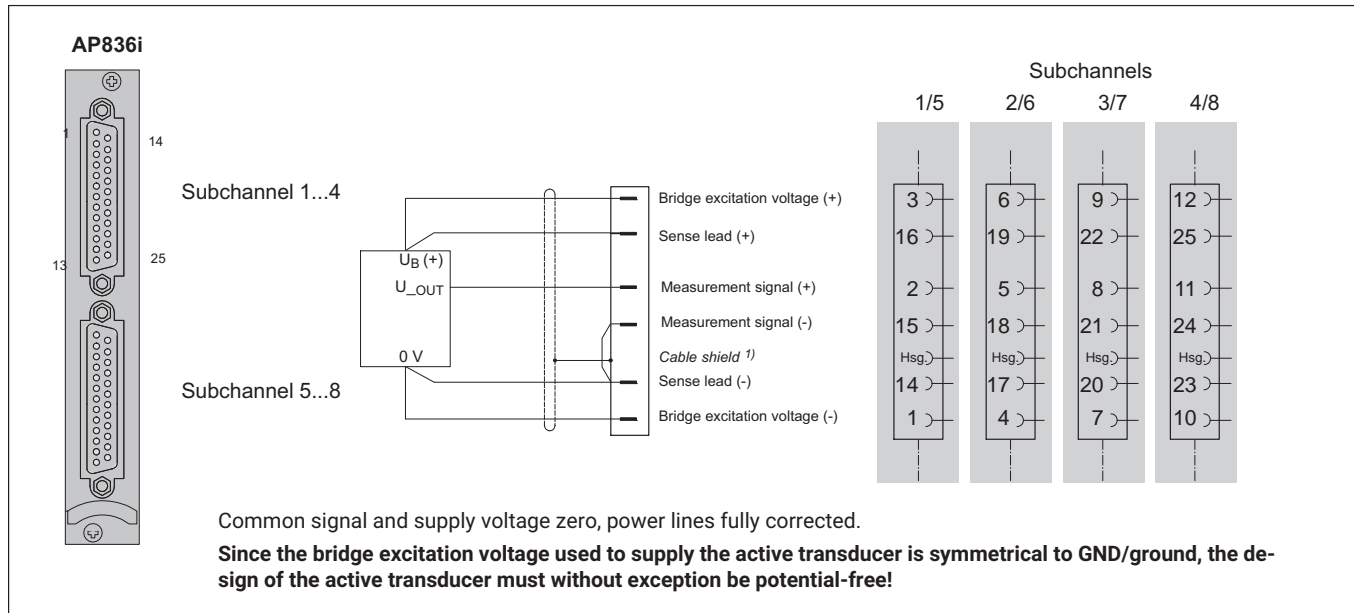 AP836i
1
14
13
25
Subchannel 1...4
Subchannel 5...8
UB (+)
U_OUT
0 V
Bridge excitation voltage (+)
Sense lead (+)
Measurement signal (+)
Measurement signal (-)
Cable shield 1)
Sense lead (-)
Bridge excitation voltage (-)
Subchannels
1/5 2/6 3/7 4/8
3 6 9 12
16 19 22 25
2 5 8 11
15 18 21 24
Hsg. Hsg. Hsg. Hsg.
14 17 20 23
1 4 7 10
Common signal and supply voltage zero, power lines fully corrected.
Since the bridge excitation voltage used to supply the active transducer is symmetrical to GND/ground, the de-
sign of the active transducer must without exception be potential-free!